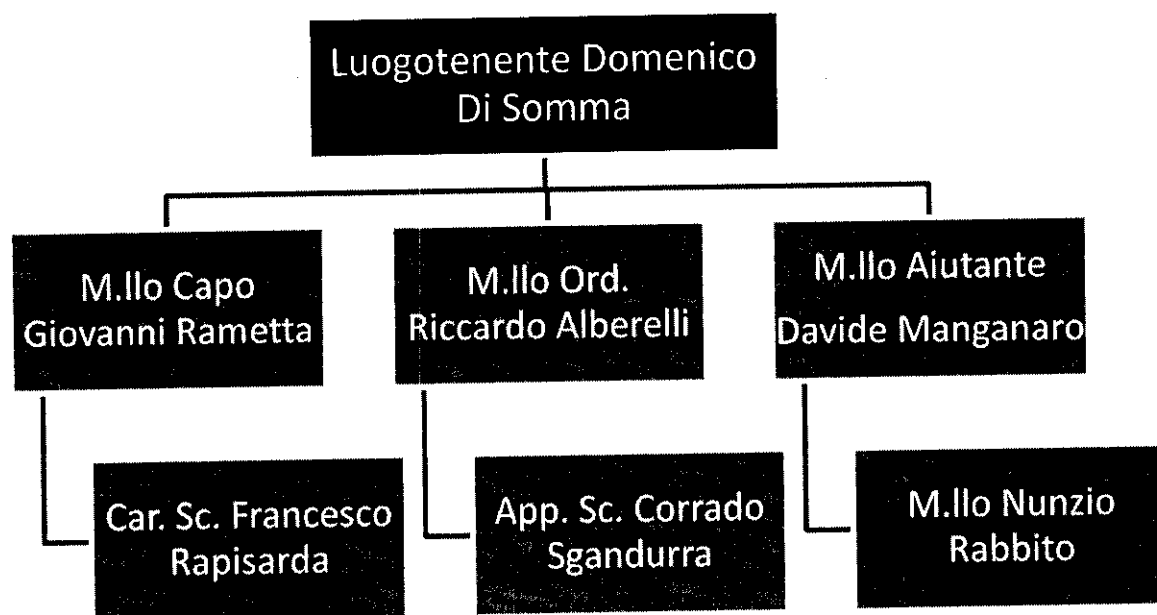 Luogotenente Domenico
Di Somma
M.llo Capo
Giovanni Rametta
M.llo Ord.
Riccardo Alberelli
M.llo Aiutante
Davide Manganaro
Car. Sc. Francesco
Rapisarda
App. Sc. Corrado
Sgandurra
M.llo Nunzio
Rabbito